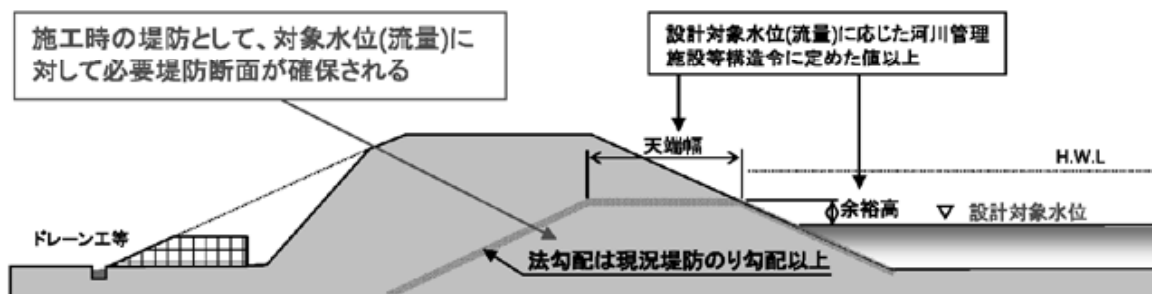 施工時の堤防として、対象水位(流量)に
対して必要堤防断面が確保される
設計対象水位(流量)に応じた河川管理
施設等構造令に定めた値以上
天端幅
H.W.L
余裕高
▽ 設計対象水位
ドレーン工等
法勾配は現況堤防のり勾配以上